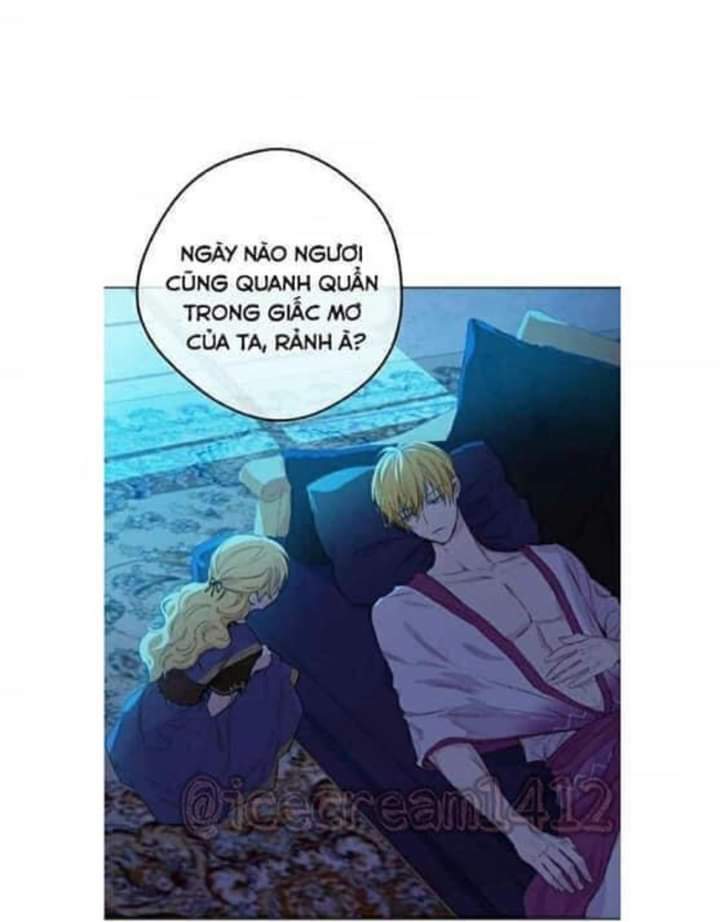 NGÀY NÀO NGƯƠI
CŨNG QUANH QUẨN
TRONG GIẤC MƠ
CỦA TA, RẢNH À?
@icecream1412